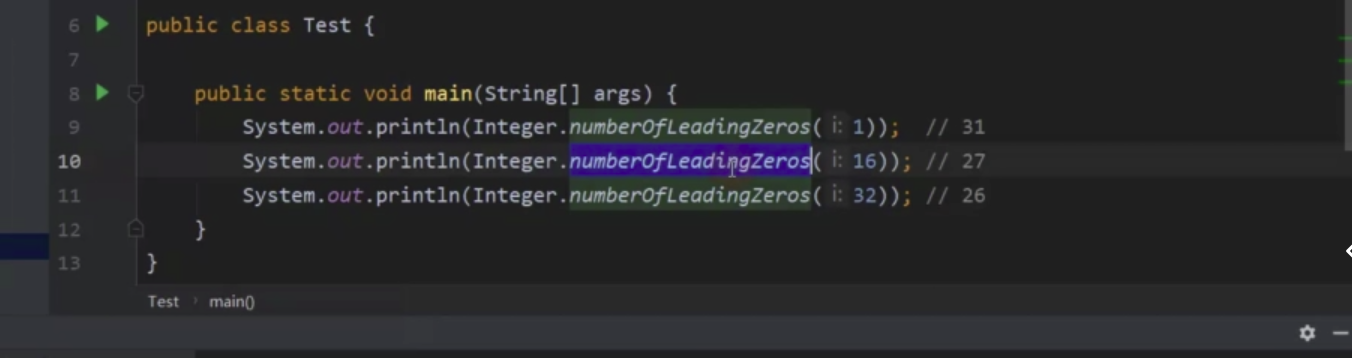 6 public class Test {
7
8 public static void main(String[] args) {
9 System.out.println(Integer.numberOfLeadingZeros( i: 1)); // 31
10 System.out.println(Integer.numberOfLeadingZeros( i: 16)); // 27
11 System.out.println(Integer.numberOfLeadingZeros( i: 32)); // 26
12 }
13 }
Test › main()